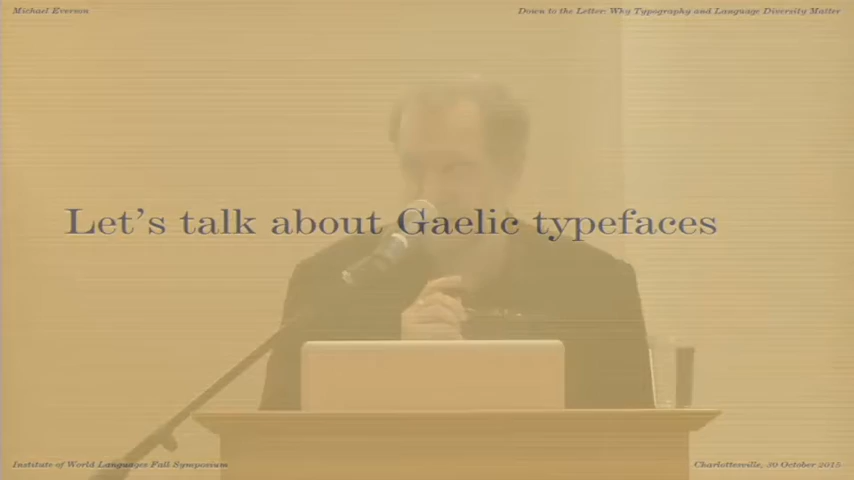 Michael Everson
Down to the Letter: Why Typography and Language Diversity Matter
Let's talk about Gaelic typefaces
Institute of World Languages Fall Symposium
Charlottesville, 30 October 2015